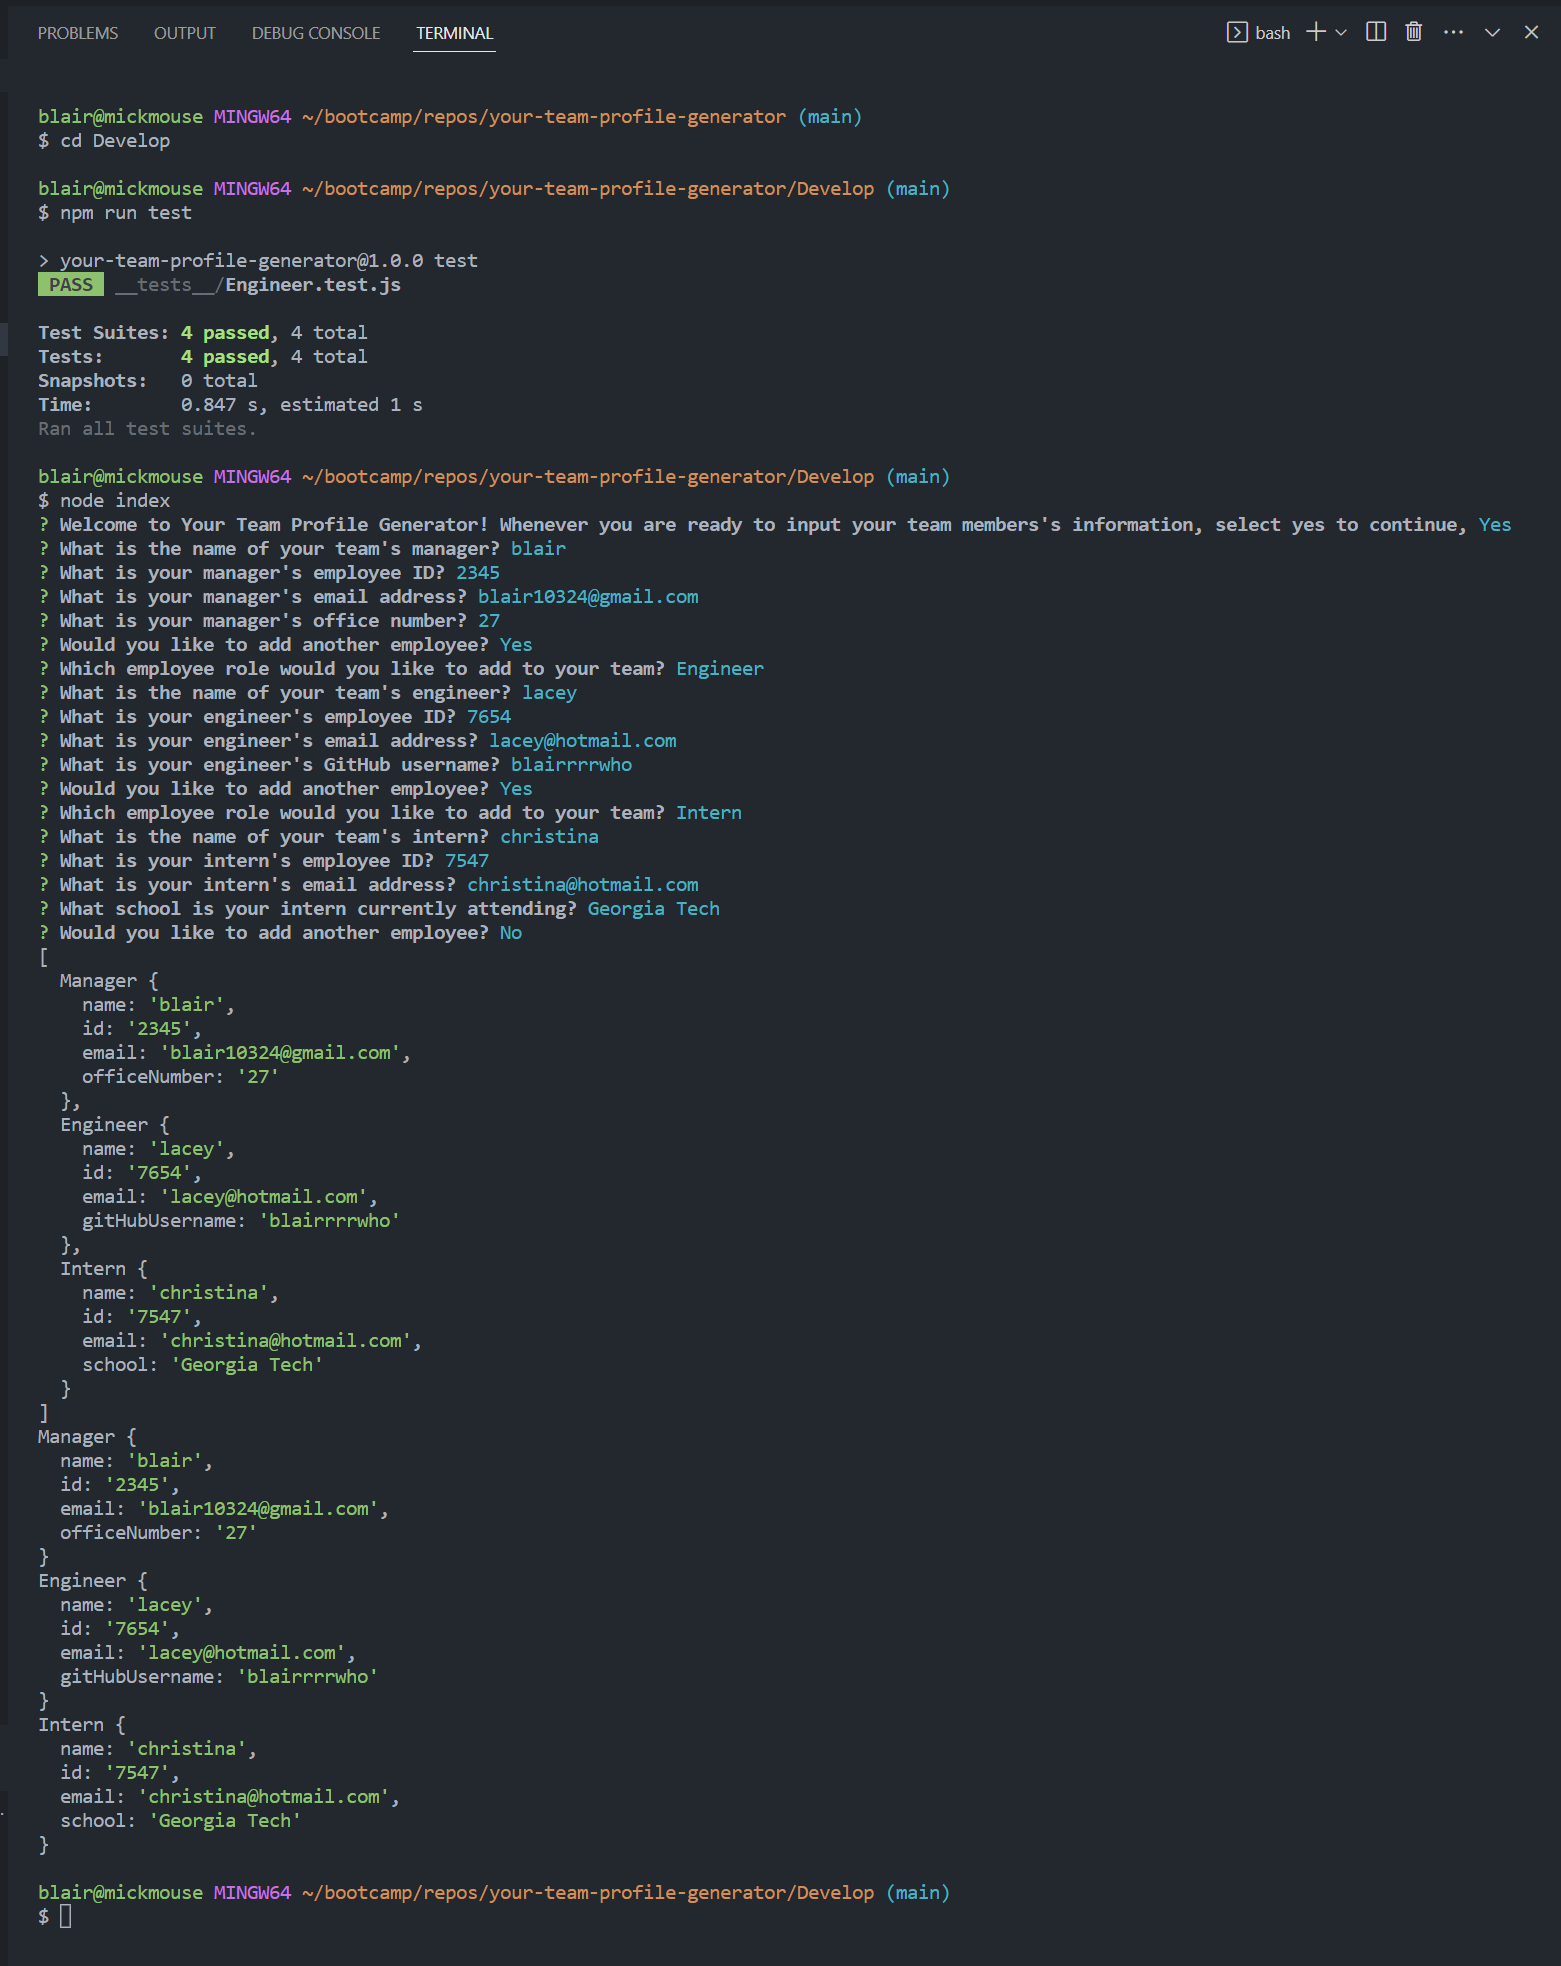 PROBLEMS OUTPUT DEBUG CONSOLE TERMINAL bash
blair@mickmouse MINGW64 ~/bootcamp/repos/your-team-profile-generator (main)
$ cd Develop
blair@mickmouse MINGW64 ~/bootcamp/repos/your-team-profile-generator/Develop (main)
$ npm run test
> your-team-profile-generator@1.0.0 test
PASS __tests__/Engineer.test.js
Test Suites: 4 passed, 4 total
Tests: 4 passed, 4 total
Snapshots: 0 total
Time: 0.847 s, estimated 1 s
Ran all test suites.
blair@mickmouse MINGW64 ~/bootcamp/repos/your-team-profile-generator/Develop (main)
$ node index
? Welcome to Your Team Profile Generator! Whenever you are ready to input your team members's information, select yes to continue, Yes
? What is the name of your team's manager? blair
? What is your manager's employee ID? 2345
? What is your manager's email address? blair10324@gmail.com
? What is your manager's office number? 27
? Would you like to add another employee? Yes
? Which employee role would you like to add to your team? Engineer
? What is the name of your team's engineer? lacey
? What is your engineer's employee ID? 7654
? What is your engineer's email address? lacey@hotmail.com
? What is your engineer's GitHub username? blairrrrwho
? Would you like to add another employee? Yes
? Which employee role would you like to add to your team? Intern
? What is the name of your team's intern? christina
? What is your intern's employee ID? 7547
? What is your intern's email address? christina@hotmail.com
? What school is your intern currently attending? Georgia Tech
? Would you like to add another employee? No
[
  Manager {
    name: 'blair',
    id: '2345',
    email: 'blair10324@gmail.com',
    officeNumber: '27'
  },
  Engineer {
    name: 'lacey',
    id: '7654',
    email: 'lacey@hotmail.com',
    gitHubUsername: 'blairrrrwho'
  },
  Intern {
    name: 'christina',
    id: '7547',
    email: 'christina@hotmail.com',
    school: 'Georgia Tech'
  }
]
Manager {
  name: 'blair',
  id: '2345',
  email: 'blair10324@gmail.com',
  officeNumber: '27'
}
Engineer {
  name: 'lacey',
  id: '7654',
  email: 'lacey@hotmail.com',
  gitHubUsername: 'blairrrrwho'
}
Intern {
  name: 'christina',
  id: '7547',
  email: 'christina@hotmail.com',
  school: 'Georgia Tech'
}
blair@mickmouse MINGW64 ~/bootcamp/repos/your-team-profile-generator/Develop (main)
$